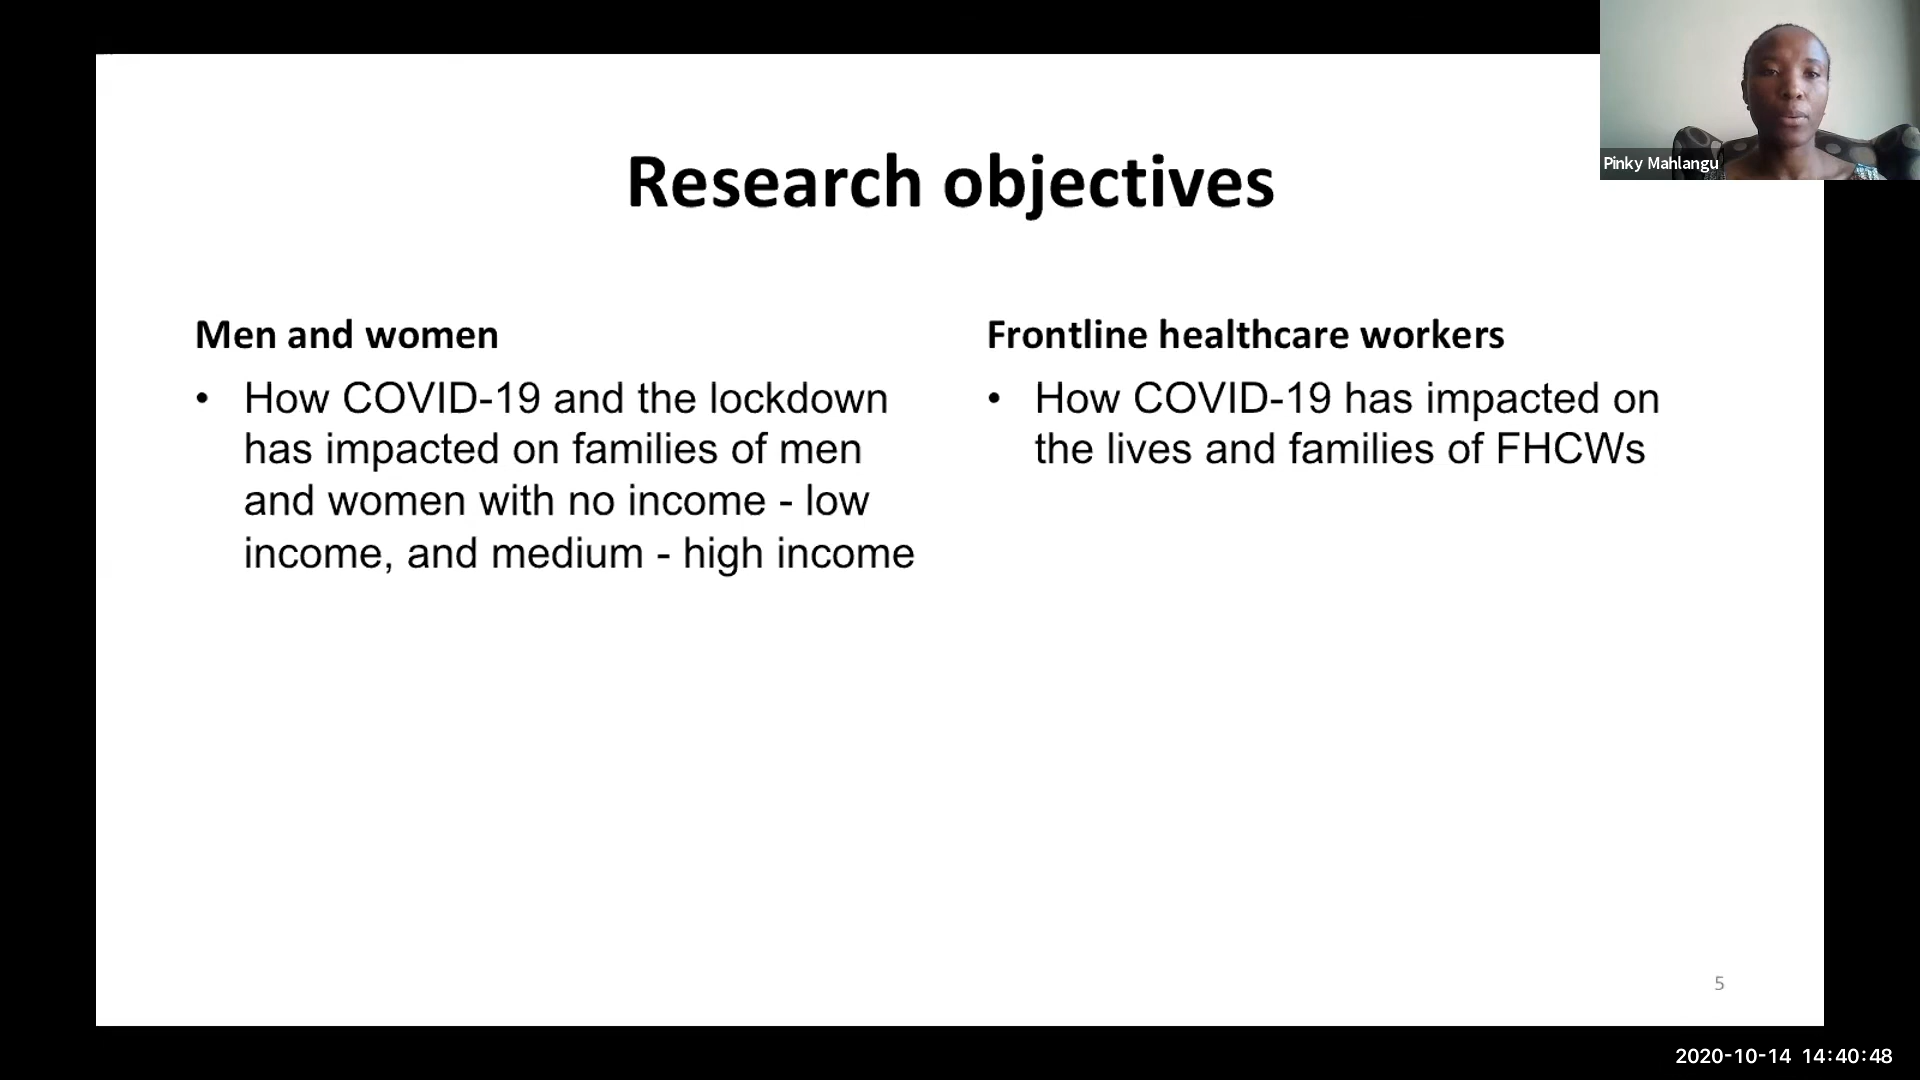 Research objectives
Pinky Mahlangu
Men and women
• How COVID-19 and the lockdown
has impacted on families of men
and women with no income - low
income, and medium - high income
Frontline healthcare workers
• How COVID-19 has impacted on
the lives and families of FHCWs
5
2020-10-14 14:40:48